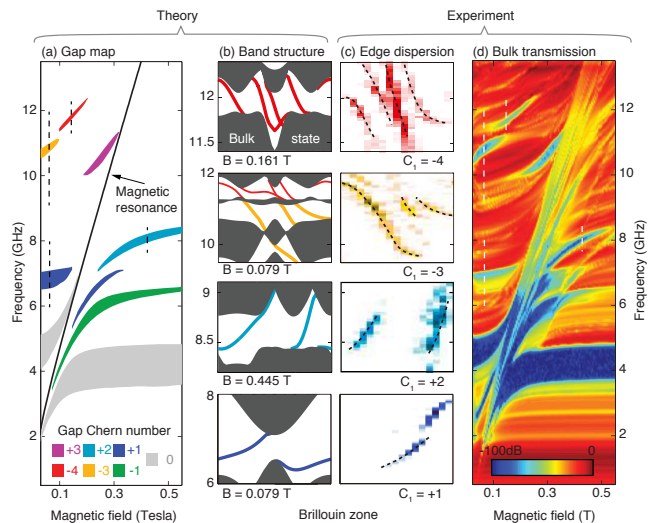 Theory
Experiment
(a) Gap map
(b) Band structure
(c) Edge dispersion
(d) Bulk transmission
Frequency (GHz)
12
10
8
6
4
2
Magnetic resonance
Gap Chern number
+3
+2
+1
0
-4
-3
-1
0.1
0.3
0.5
Magnetic field (Tesla)
12
11.5
Bulk
state
B = 0.161 T
12
11
10
B = 0.079 T
9
8.5
B = 0.445 T
8
6
B = 0.079 T
Brillouin zone
C1 = -4
C1 = -3
C1 = +2
C1 = +1
12
10
8
6
4
2
Frequency (GHz)
-100dB
0
0.1
0.3
0.5
Magnetic field (T)